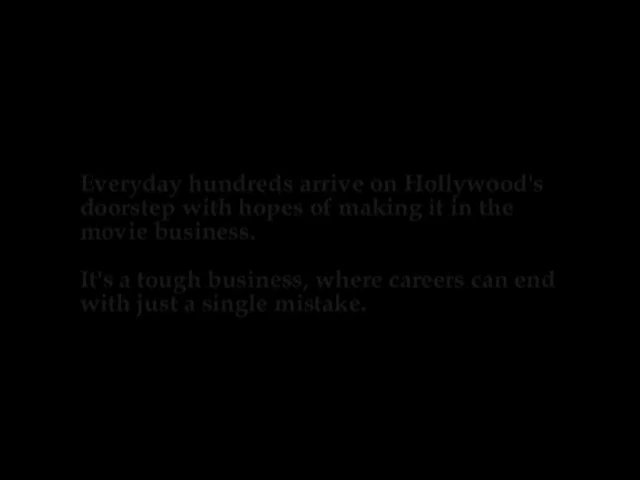 Everyday hundreds arrive on Hollywood's
doorstep with hopes of making it in the
movie business.
It's a tough business, where careers can end
with just a single mistake.